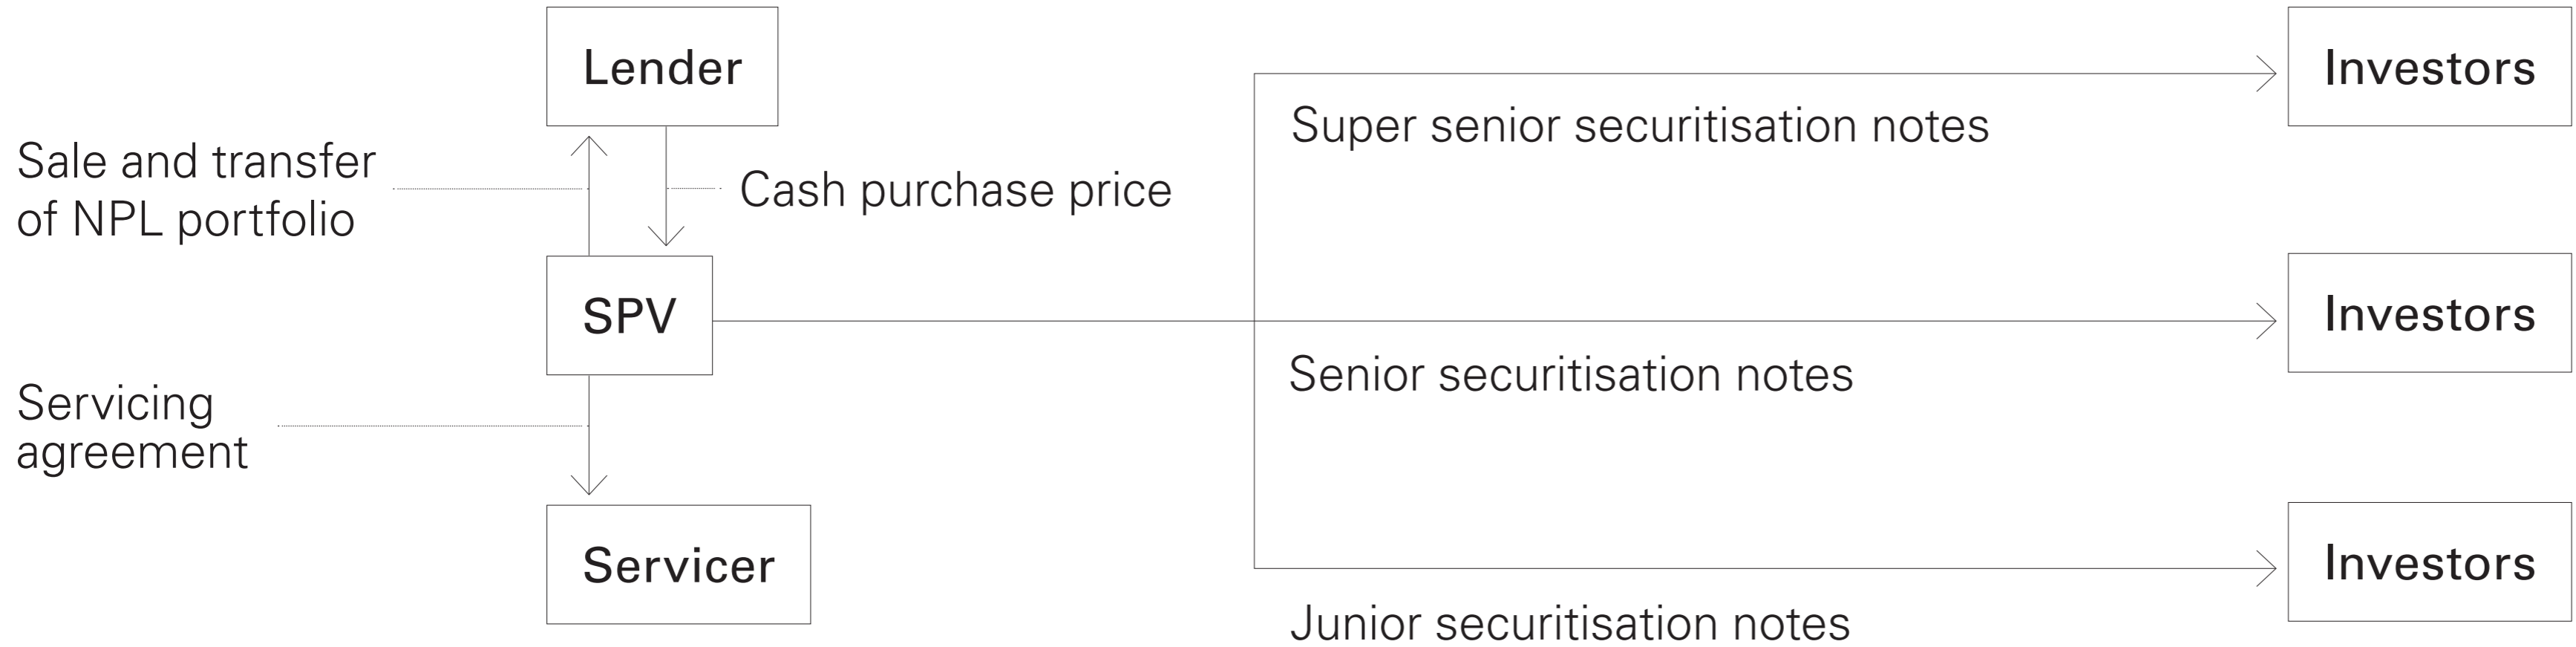 Lender
Investors
Super senior securitisation notes
Sale and transfer
of NPL portfolio
Cash purchase price
SPV
Investors
Senior securitisation notes
Servicing
agreement
Servicer
Investors
Junior securitisation notes